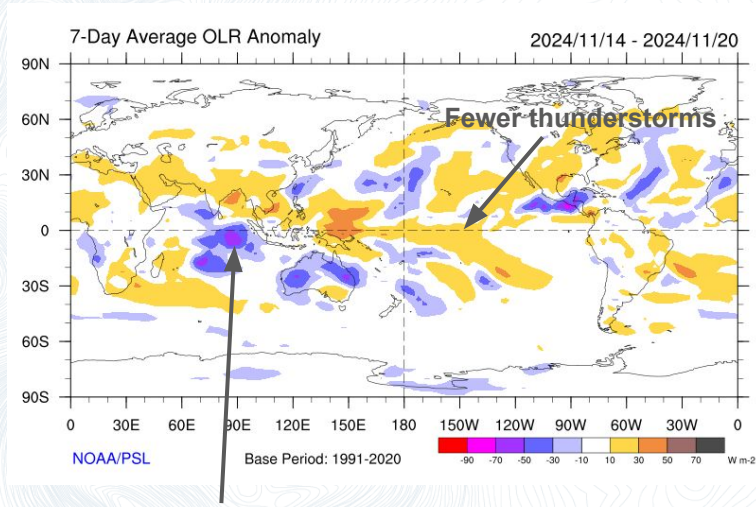 7-Day Average OLR Anomaly 2024/11/14 - 2024/11/20
90N
Fewer thunderstorms
60N
30N
0
30S
60S
90S
0 30E 60E 90E 120E 150E 180 150W 120W 90W 60W 30W 0
NOAA/PSL Base Period: 1991-2020
-90 -70 -50 -30 -10 10 30 50 70 W m-2